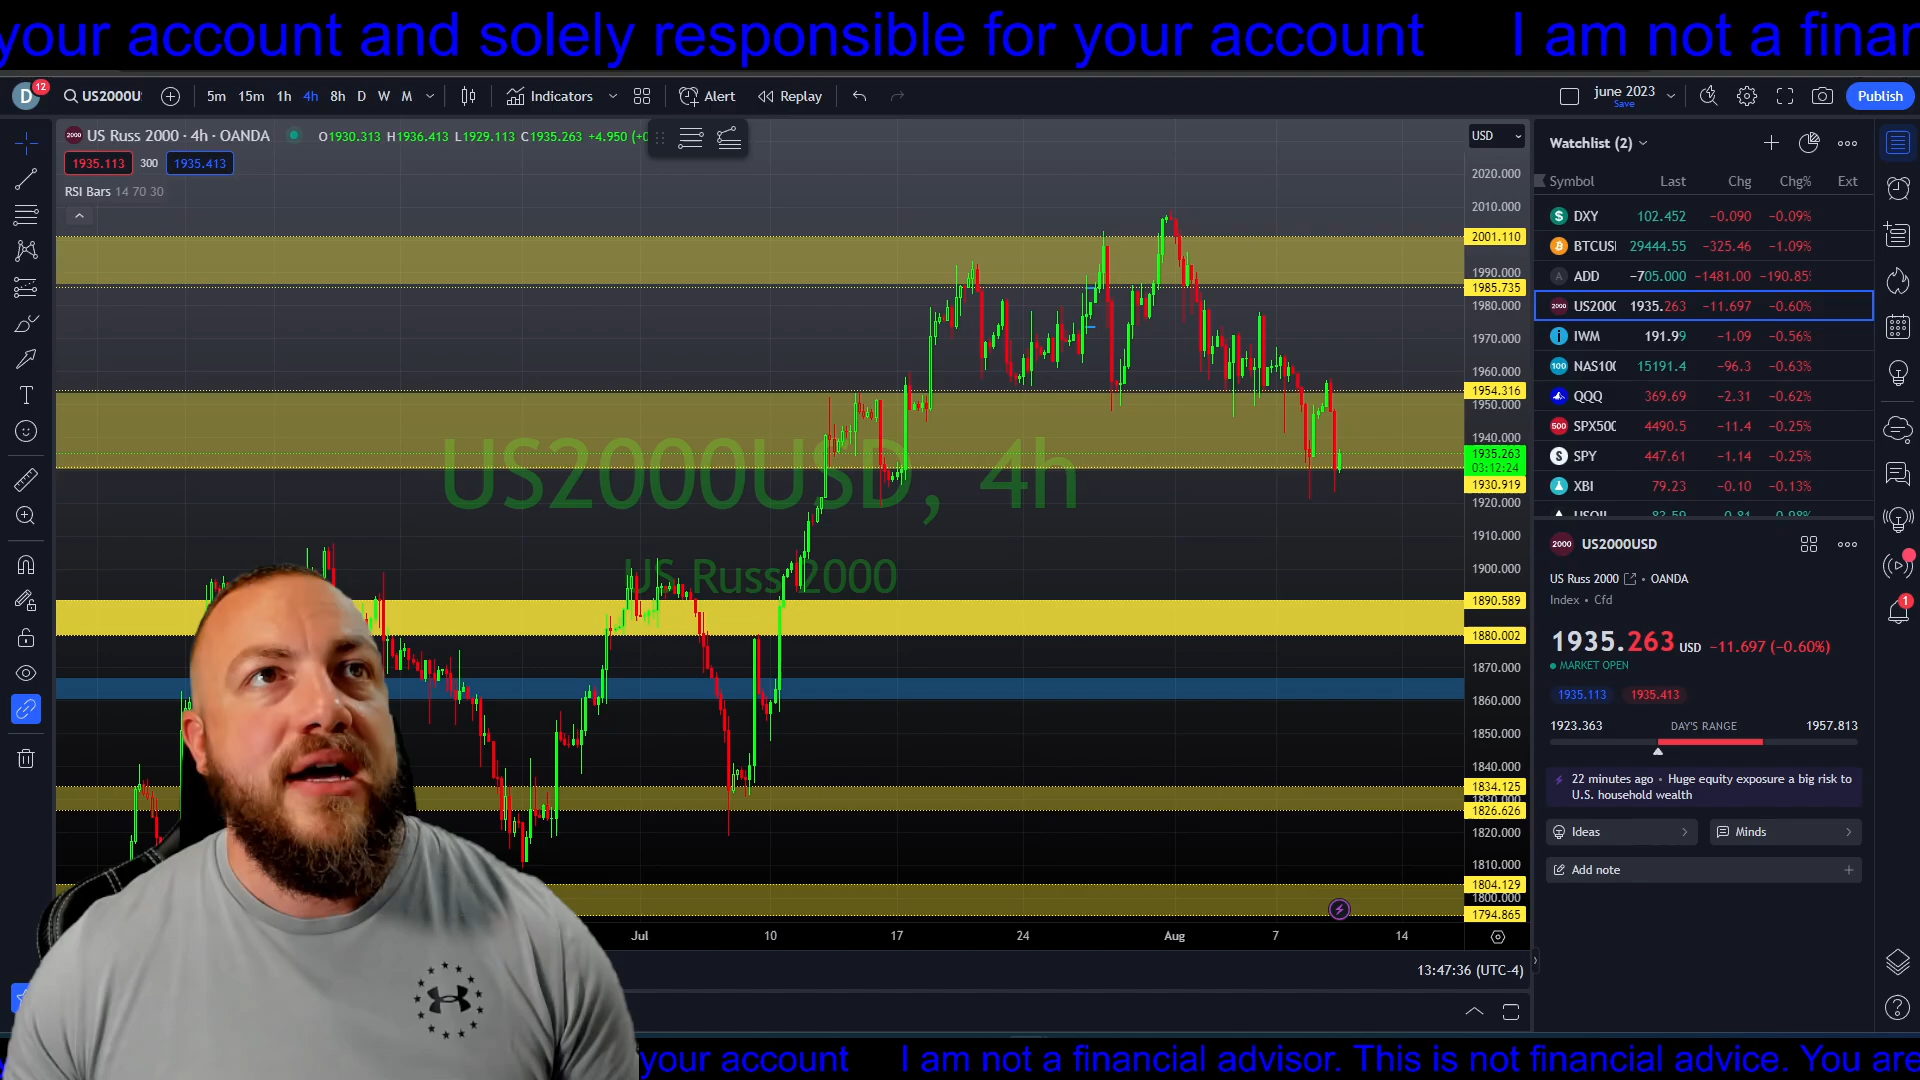 your account and solely responsible for your account I am not a finan
D 12 US2000U 5m 15m 1h 4h 8h D W M Indicators Alert Replay june 2023 Save Publish
2000 US Russ 2000 · 4h · OANDA O1930.313 H1936.413 L1929.113 C1935.263 +4.950 (+0
1935.113 300 1935.413
RSI Bars 14 70 30
USD
2020.000
2010.000
2001.110
1990.000
1985.735
1980.000
1970.000
1960.000
1954.316
1950.000
1940.000
1935.263
03:12:24
1930.919
1920.000
1910.000
1900.000
1890.589
1880.002
1870.000
1860.000
1850.000
1840.000
1834.125
1826.626
1820.000
1810.000
1804.129
1800.000
1794.865
US2000USD, 4h
US Russ 2000
Jul 10 17 24 Aug 7 14
13:47:36 (UTC-4)
Watchlist (2)
Symbol Last Chg Chg% Ext
DXY 102.452 −0.090 −0.09%
BTCUSI 29444.55 −325.46 −1.09%
A ADD −705.000 −1481.00 −190.85
2000 US200 1935.263 −11.697 −0.60%
IWM 191.99 −1.09 −0.56%
100 NAS10 15191.4 −96.3 −0.63%
QQQ 369.69 −2.31 −0.62%
500 SPX50 4490.5 −11.4 −0.25%
S SPY 447.61 −1.14 −0.25%
XBI 79.23 −0.10 −0.13%
2000 US2000USD
US Russ 2000 • OANDA
Index • Cfd
1935.263 USD −11.697 (−0.60%)
MARKET OPEN
1935.113 1935.413
1923.363 DAY'S RANGE 1957.813
22 minutes ago • Huge equity exposure a big risk to
U.S. household wealth
Ideas Minds
Add note
1
your account I am not a financial advisor. This is not financial advice. You are